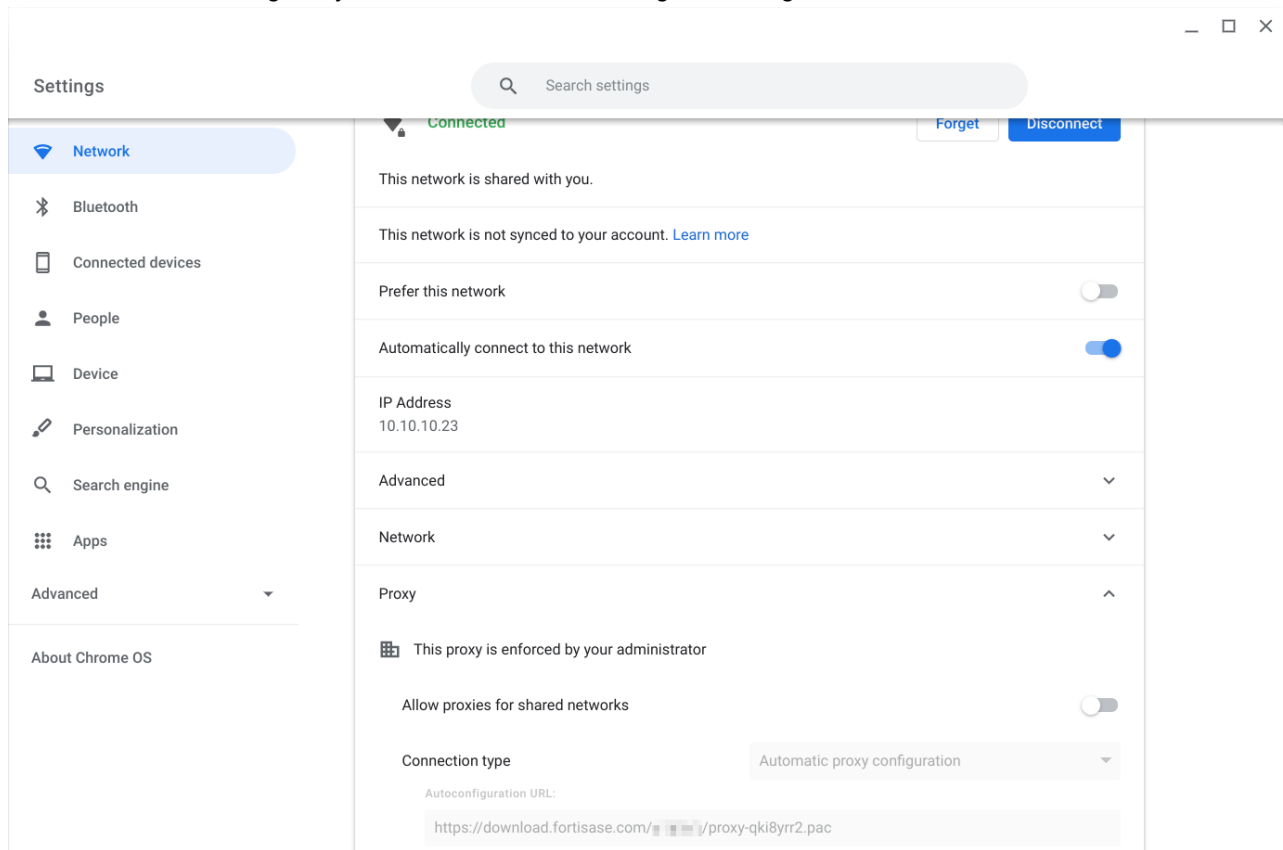 Settings
Search settings
Connected
Forget
Disconnect
Network
This network is shared with you.
Bluetooth
This network is not synced to your account. Learn more
Connected devices
Prefer this network
People
Automatically connect to this network
Device
IP Address
10.10.10.23
Personalization
Advanced
Search engine
Network
Apps
Advanced
Proxy
About Chrome OS
This proxy is enforced by your administrator
Allow proxies for shared networks
Connection type
Automatic proxy configuration
Autoconfiguration URL:
https://download.fortisase.com/ /proxy-qki8yrr2.pac